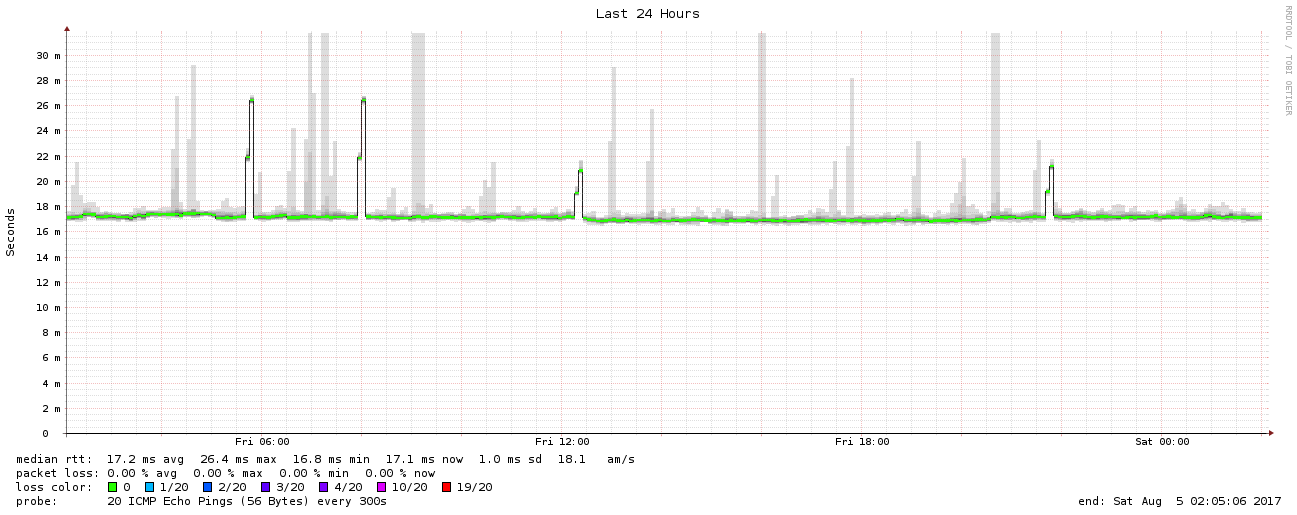 Last 24 Hours
RRDTOOL / TOBI OETIKER
Seconds
30 m
28 m
26 m
24 m
22 m
20 m
18 m
16 m
14 m
12 m
10 m
8 m
6 m
4 m
2 m
0
Fri 06:00 Fri 12:00 Fri 18:00 Sat 00:00
median rtt: 17.2 ms avg 26.4 ms max 16.8 ms min 17.1 ms now 1.0 ms sd 18.1 am/s
packet loss: 0.00 % avg 0.00 % max 0.00 % min 0.00 % now
loss color: 0 1/20 2/20 3/20 4/20 10/20 19/20
probe: 20 ICMP Echo Pings (56 Bytes) every 300s end: Sat Aug 5 02:05:06 2017